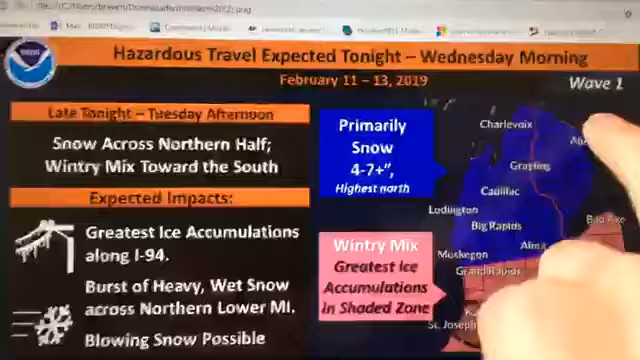 Hazardous Travel Expected Tonight – Wednesday Morning
February 11 – 13, 2019
Wave 1
Late Tonight – Tuesday Afternoon
Snow Across Northern Half;
Wintry Mix Toward the South
Expected Impacts:
Greatest Ice Accumulations
along I-94.
Burst of Heavy, Wet Snow
across Northern Lower MI.
Blowing Snow Possible
Primarily
Snow
4-7+",
Highest north
Wintry Mix
Greatest Ice
Accumulations
in Shaded Zone
Charlevoix
Grayling
Cadillac
Ludington
Big Rapids
Bad Axe
Alma
Muskegon
Grand Rapids
St. Joseph